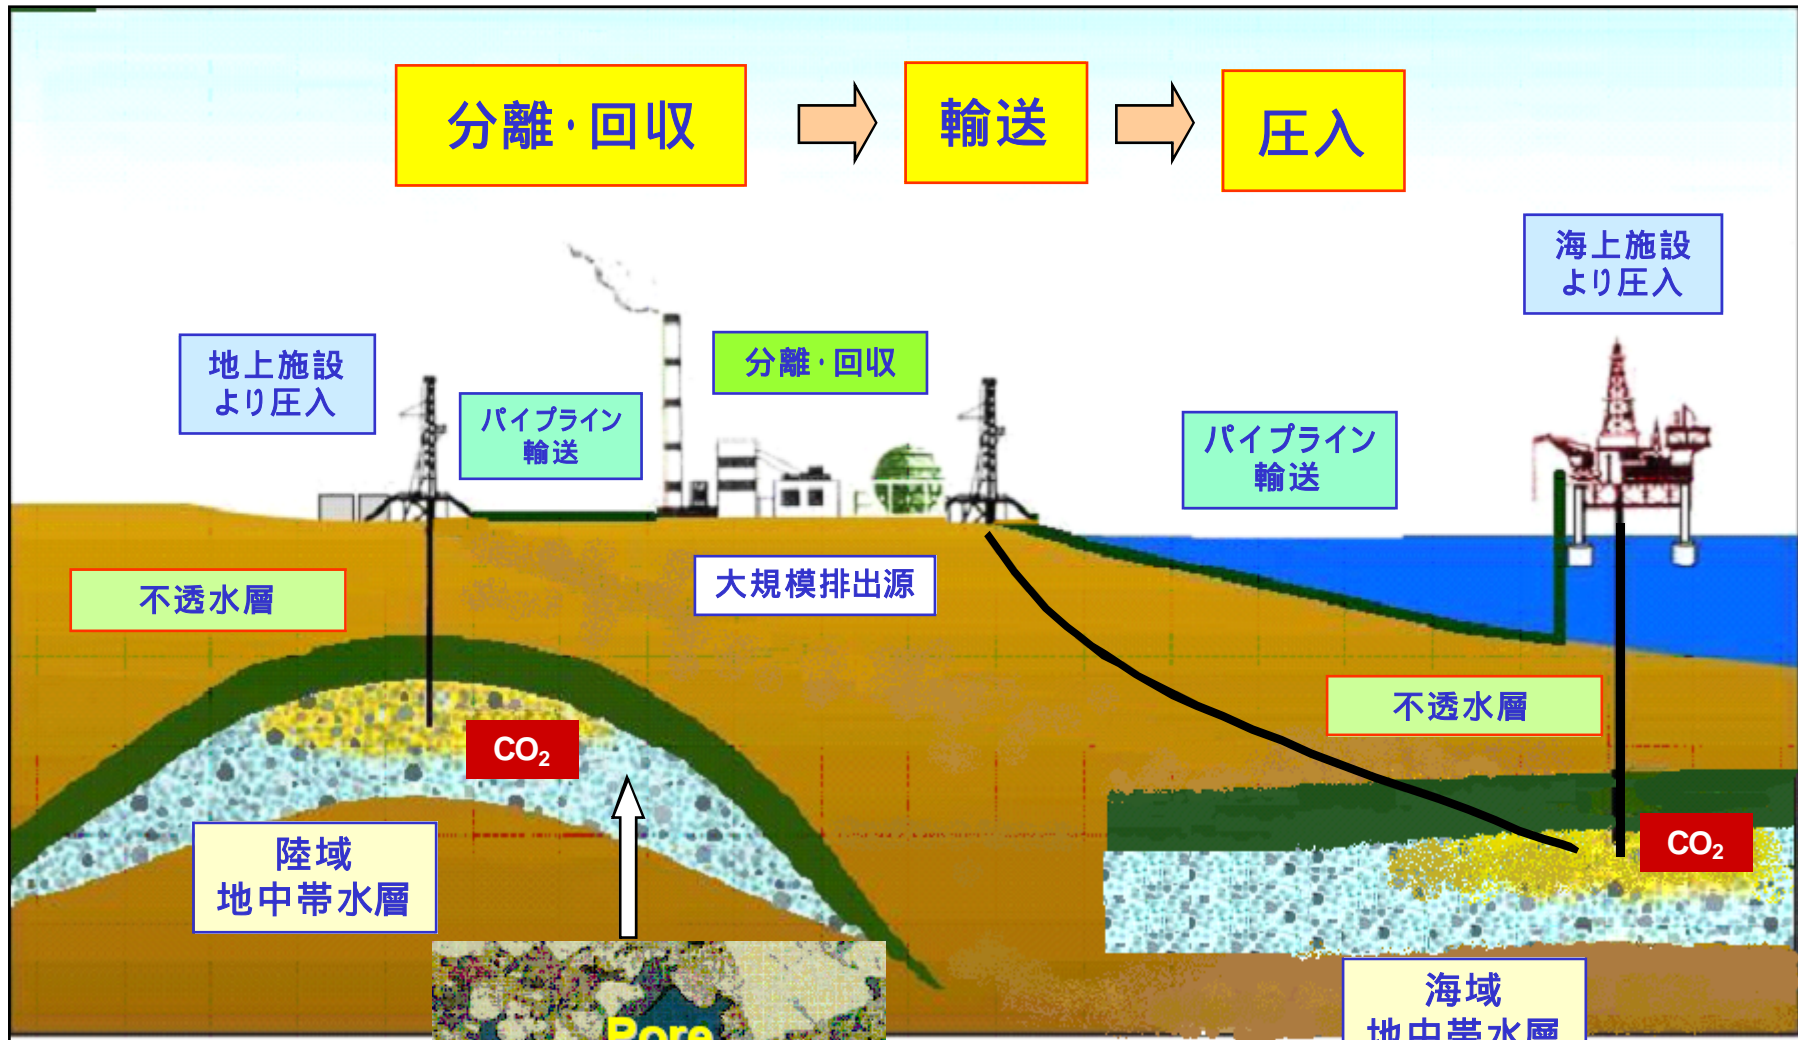 分離・回収
輸送
圧入
海上施設
より圧入
地上施設
より圧入
分離・回収
パイプライン
輸送
パイプライン
輸送
大規模排出源
不透水層
不透水層
CO₂
CO₂
陸域
地中帯水層
海域
地中帯水層
Pore